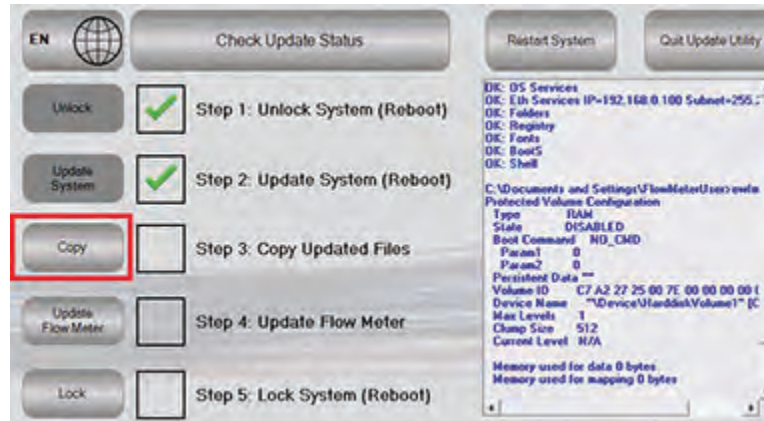 EN
Check Update Status
Restart System
Quit Update Utility
Unlock
Step 1: Unlock System (Reboot)
Update
System
Step 2: Update System (Reboot)
Copy
Step 3: Copy Updated Files
Update
Flow Meter
Step 4: Update Flow Meter
Lock
Step 5: Lock System (Reboot)
OK: OS Services
OK: Eth Services IP=192.168.0.100 Subnet=255.
OK: Folders
OK: Registry
OK: Fonts
OK: BootS
OK: Shell
C:\Documents and Settings\FlowMeterUser>ewfm
Protected Volume Configuration
Type RAM
State DISABLED
Boot Command NO_CMD
Param1 0
Param2 0
Persistent Data ""
Volume ID C7 A2 27 25 00 7E 00 00 00 00
Device Name "\Device\HarddiskVolume1" [C
Max Levels 1
Clump Size 512
Current Level N/A
Memory used for data 0 bytes
Memory used for mapping 0 bytes